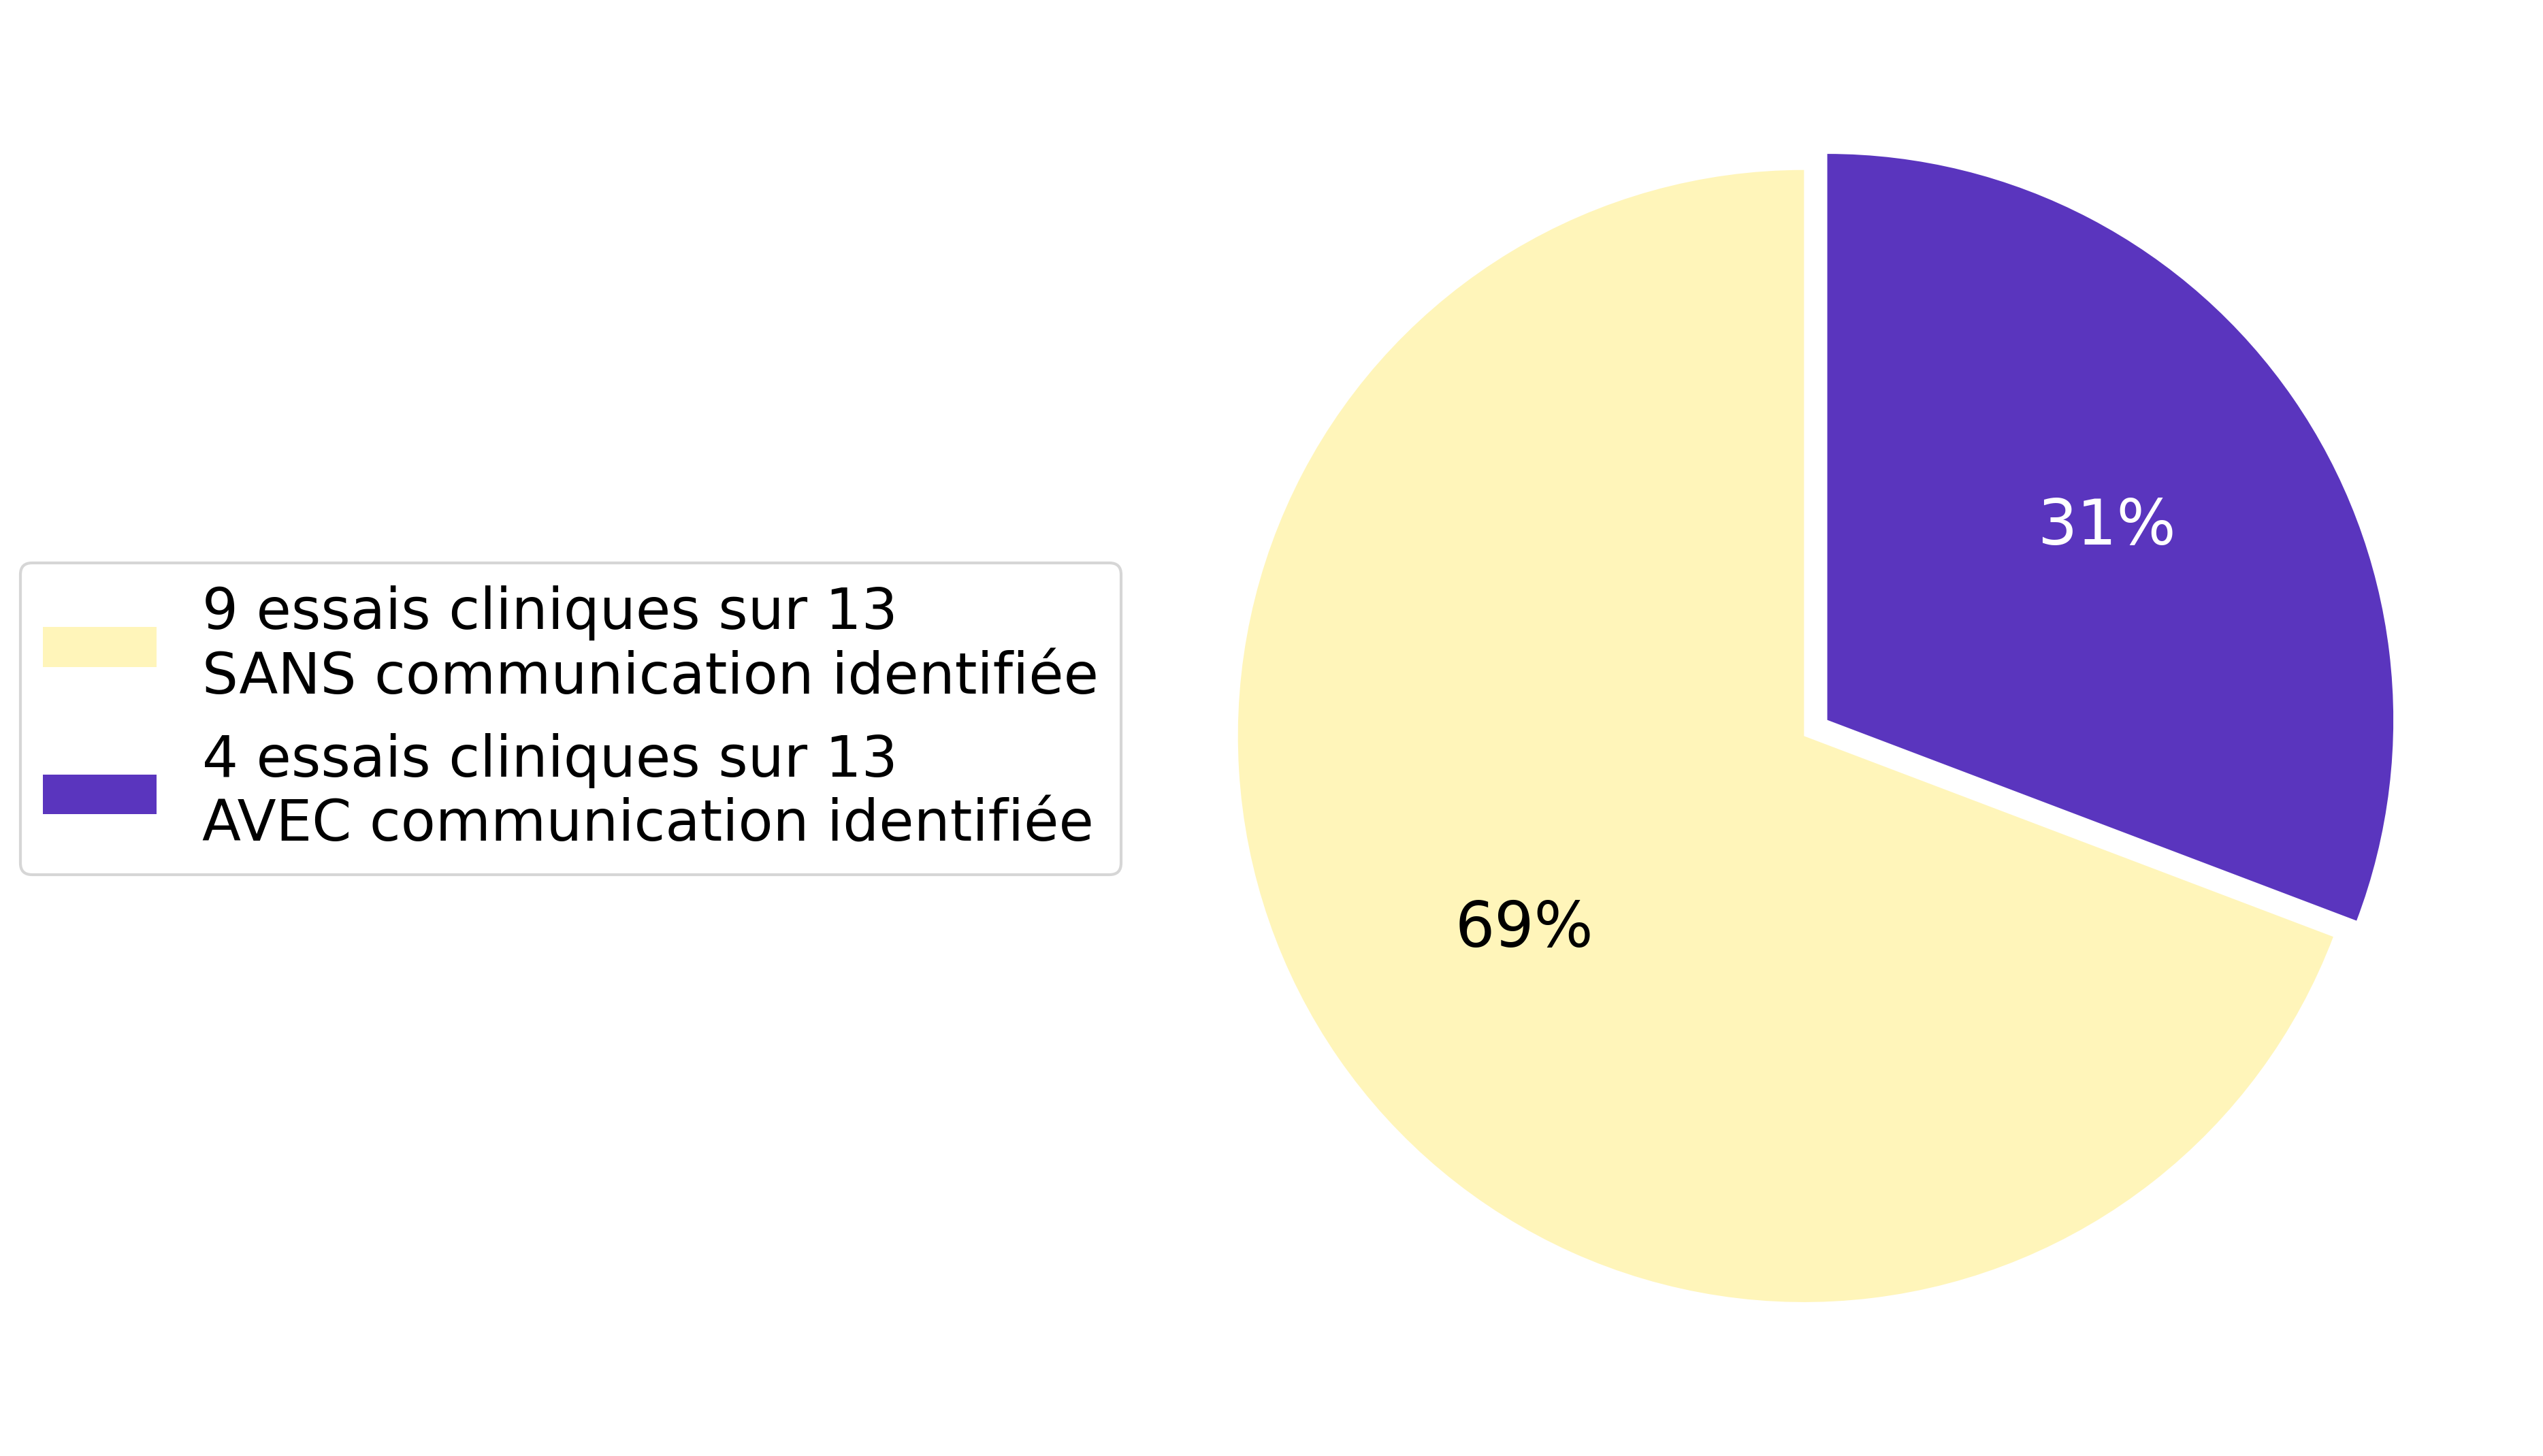 9 essais cliniques sur 13
SANS communication identifiée
4 essais cliniques sur 13
AVEC communication identifiée
31%
69%